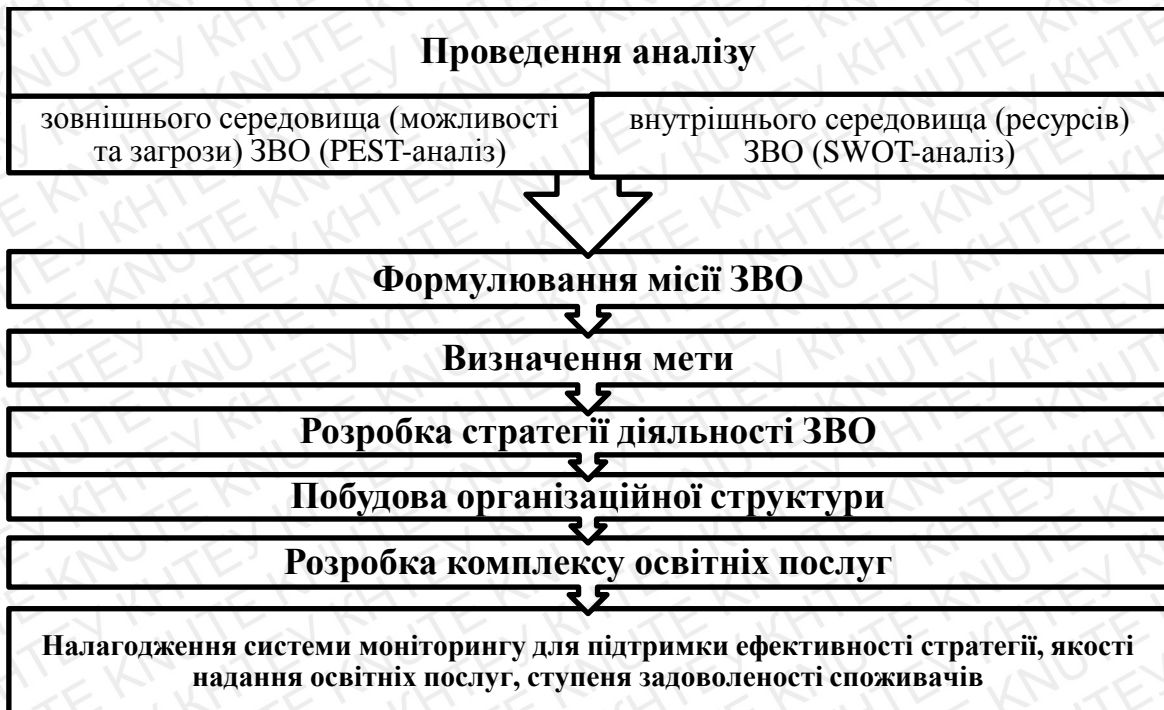 Проведення аналізу
зовнішнього середовища (можливості
та загрози) ЗВО (PEST-аналіз)
внутрішнього середовища (ресурсів)
ЗВО (SWOT-аналіз)
Формулювання місії ЗВО
Визначення мети
Розробка стратегії діяльності ЗВО
Побудова організаційної структури
Розробка комплексу освітніх послуг
Налагодження системи моніторингу для підтримки ефективності стратегії, якості
надання освітніх послуг, ступеня задоволеності споживачів